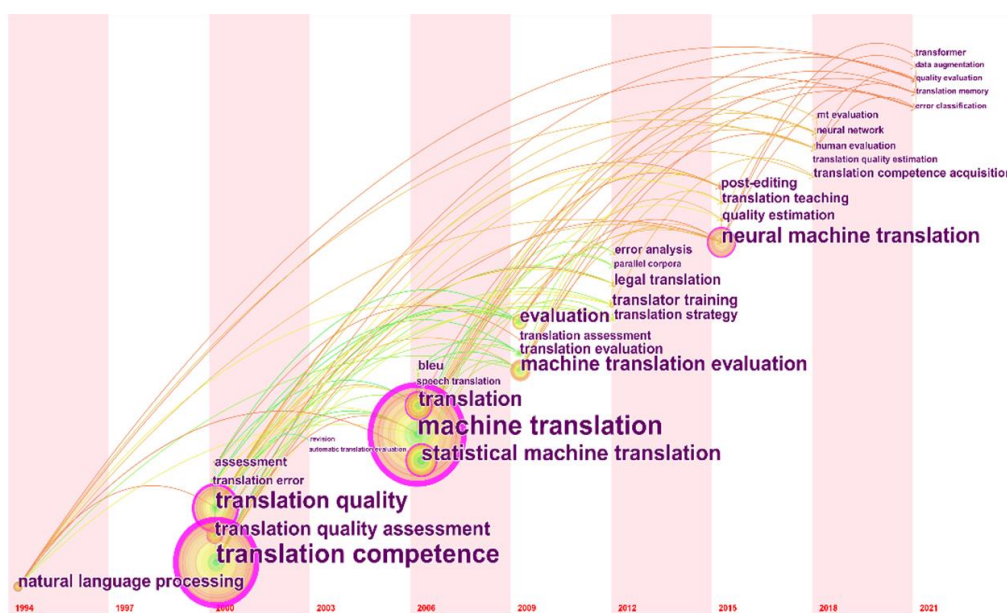 transformer
data augmentation
quality evaluation
translation memory
error classification
mt evaluation
neural network
human evaluation
translation quality estimation
translation competence acquisition
post-editing
translation teaching
quality estimation
neural machine translation
error analysis
parallel corpora
legal translation
translator training
translation strategy
evaluation
translation assessment
translation evaluation
machine translation evaluation
bleu
speech translation
translation
machine translation
statistical machine translation
revision
automatic translation evaluation
assessment
translation error
translation quality
translation quality assessment
translation competence
natural language processing
1994 1997 2000 2003 2006 2009 2012 2015 2018 2021